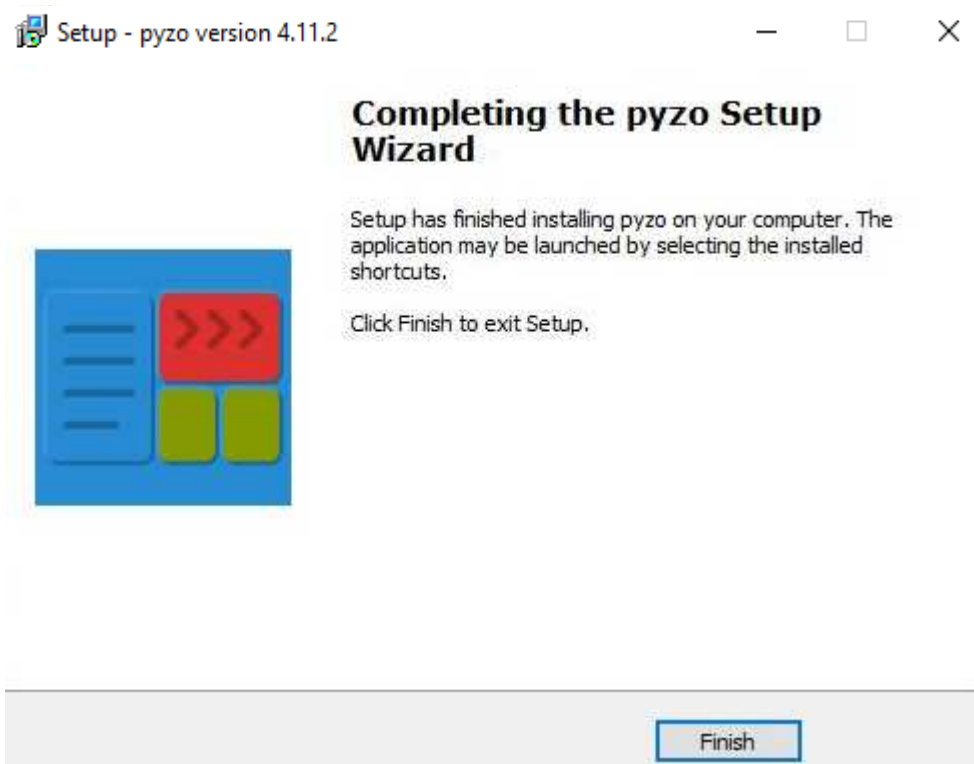 Setup - pyzo version 4.11.2
Completing the pyzo Setup
Wizard
Setup has finished installing pyzo on your computer. The
application may be launched by selecting the installed
shortcuts.
Click Finish to exit Setup.
>>>
Finish